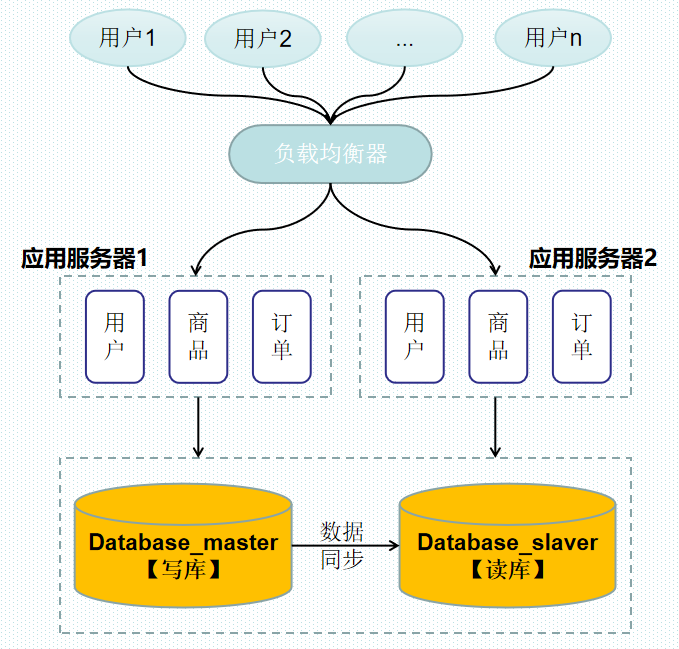 用户1
用户2
...
用户n
负载均衡器
应用服务器1
应用服务器2
用
户
商
品
订
单
用
户
商
品
订
单
Database_master
【写库】
数据
同步
Database_slaver
【读库】